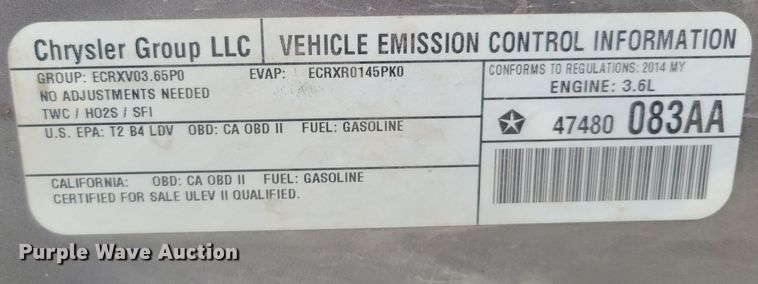 Chrysler Group LLC
VEHICLE EMISSION CONTROL INFORMATION
GROUP: ECRXV03.65P0 EVAP: ECRXR0145PK0
NO ADJUSTMENTS NEEDED
TWC / HO2S / SFI
CONFORMS TO REGULATIONS: 2014 MY
ENGINE: 3.6L
U.S. EPA: T2 B4 LDV OBD: CA OBD II FUEL: GASOLINE
47480 083AA
CALIFORNIA: OBD: CA OBD II FUEL: GASOLINE
CERTIFIED FOR SALE ULEV II QUALIFIED.
Purple Wave Auction